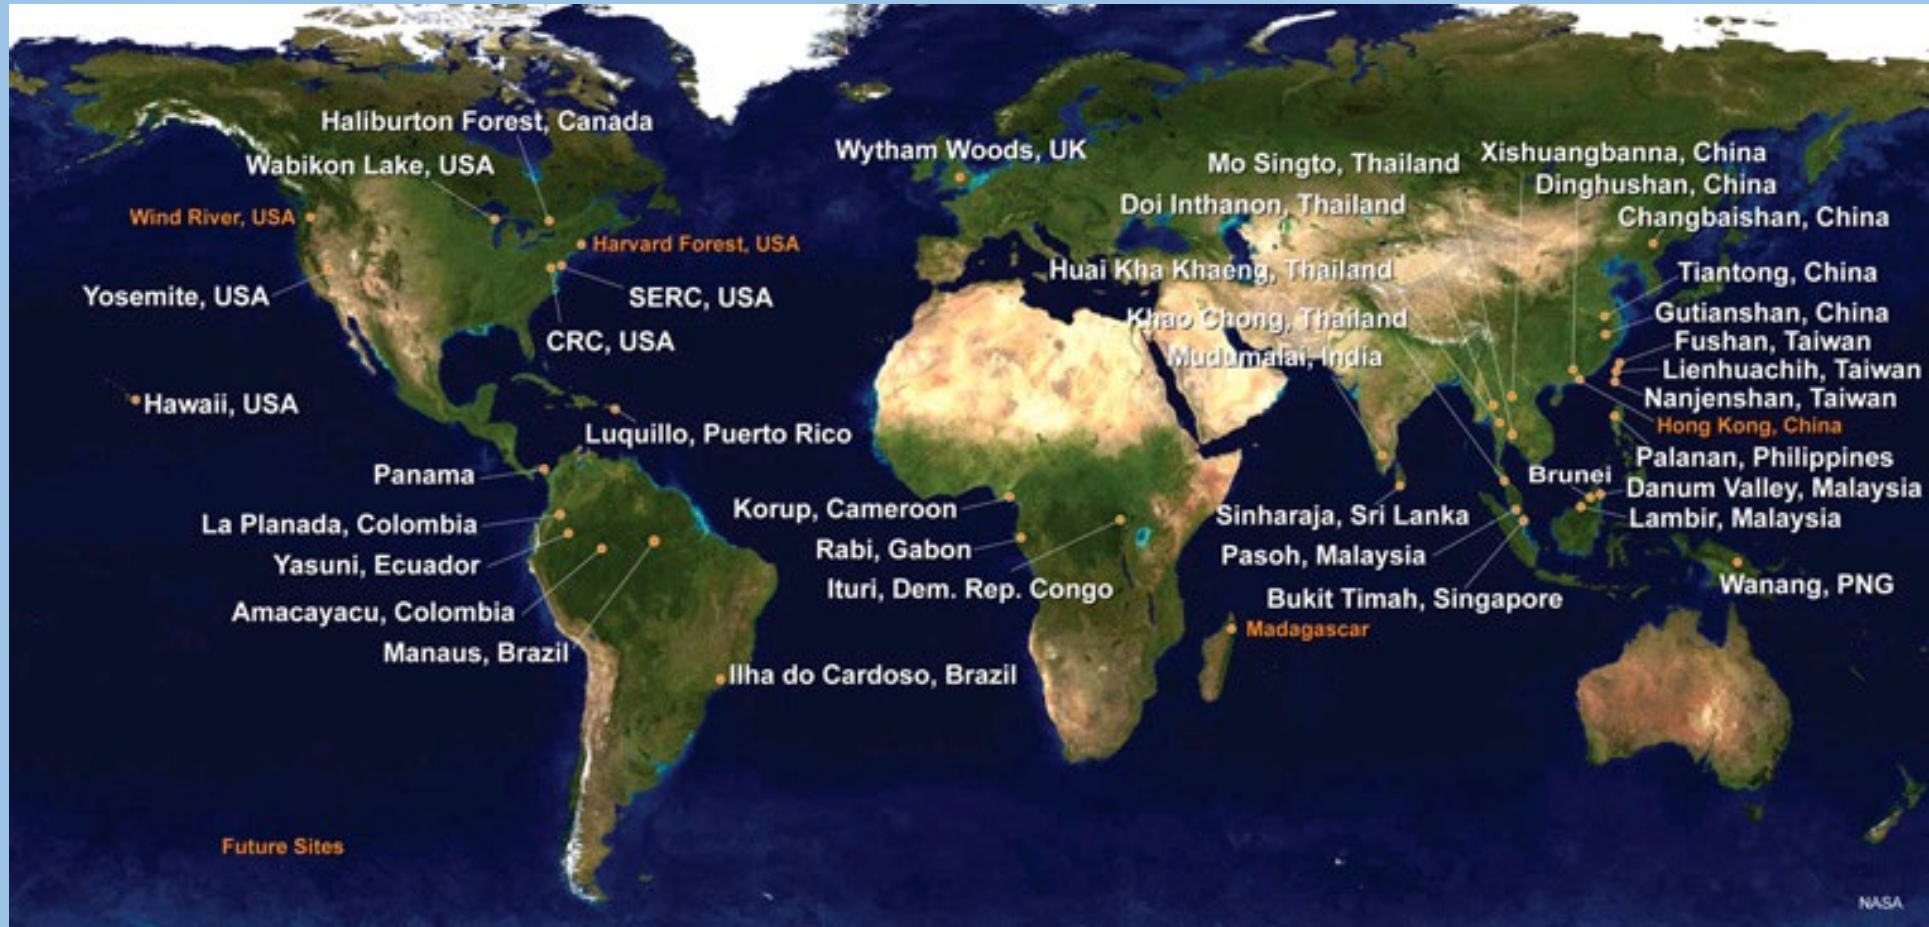 Haliburton Forest, Canada
Wabikon Lake, USA
Wind River, USA
Harvard Forest, USA
Yosemite, USA
SERC, USA
CRC, USA
Hawaii, USA
Luquillo, Puerto Rico
Panama
La Planada, Colombia
Yasuni, Ecuador
Amacayacu, Colombia
Manaus, Brazil
Ilha do Cardoso, Brazil
Wytham Woods, UK
Korup, Cameroon
Rabi, Gabon
Ituri, Dem. Rep. Congo
Madagascar
Mo Singto, Thailand
Doi Inthanon, Thailand
Huai Kha Khaeng, Thailand
Khao Chong, Thailand
Mudumalai, India
Xishuangbanna, China
Dinghushan, China
Changbaishan, China
Tiantong, China
Gutianshan, China
Fushan, Taiwan
Lienhuachih, Taiwan
Nanjenshan, Taiwan
Hong Kong, China
Palanan, Philippines
Brunei
Danum Valley, Malaysia
Lambir, Malaysia
Sinharaja, Sri Lanka
Pasoh, Malaysia
Bukit Timah, Singapore
Wanang, PNG
Future Sites
NASA